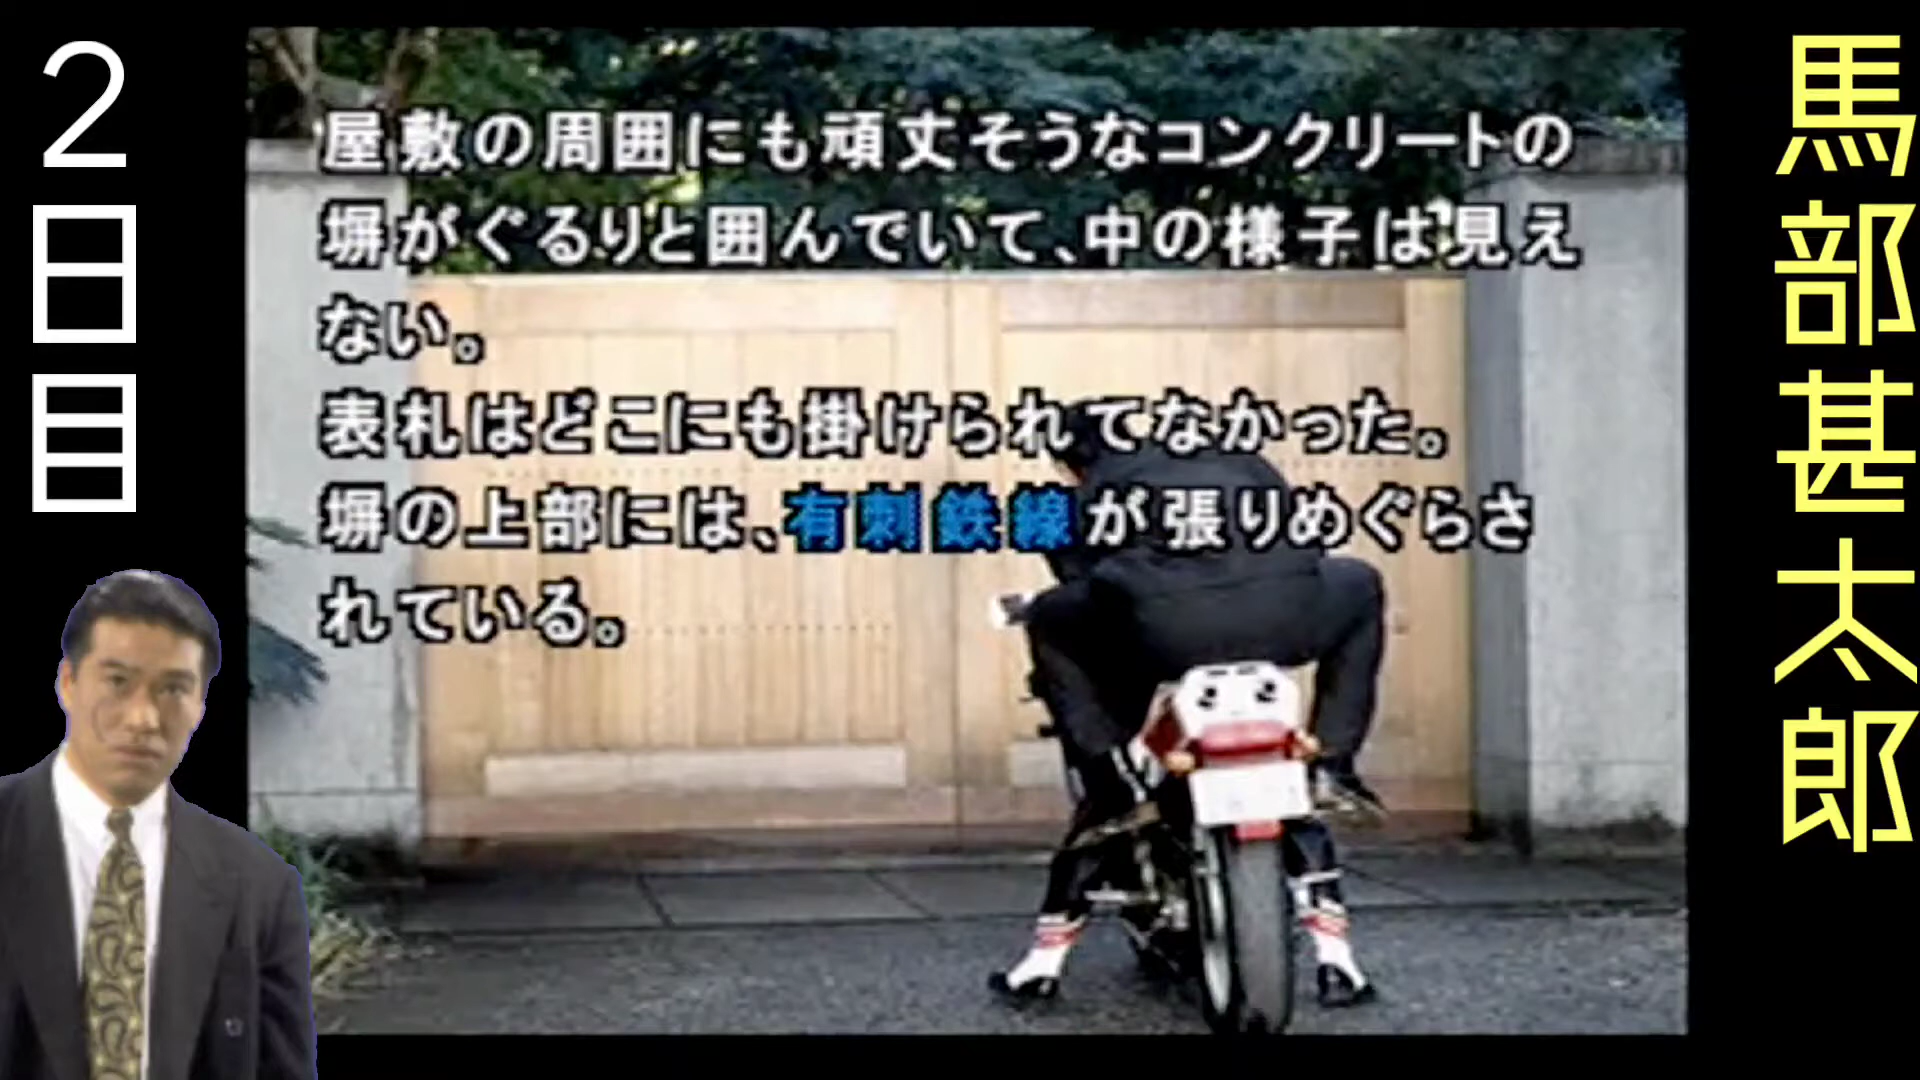 2日目
屋敷の周囲にも頑丈そうなコンクリートの
塀がぐるりと囲んでいて、中の様子は見え
ない。
表札はどこにも掛けられてなかった。
塀の上部には、有刺鉄線が張りめぐらさ
れている。
馬部甚太郎